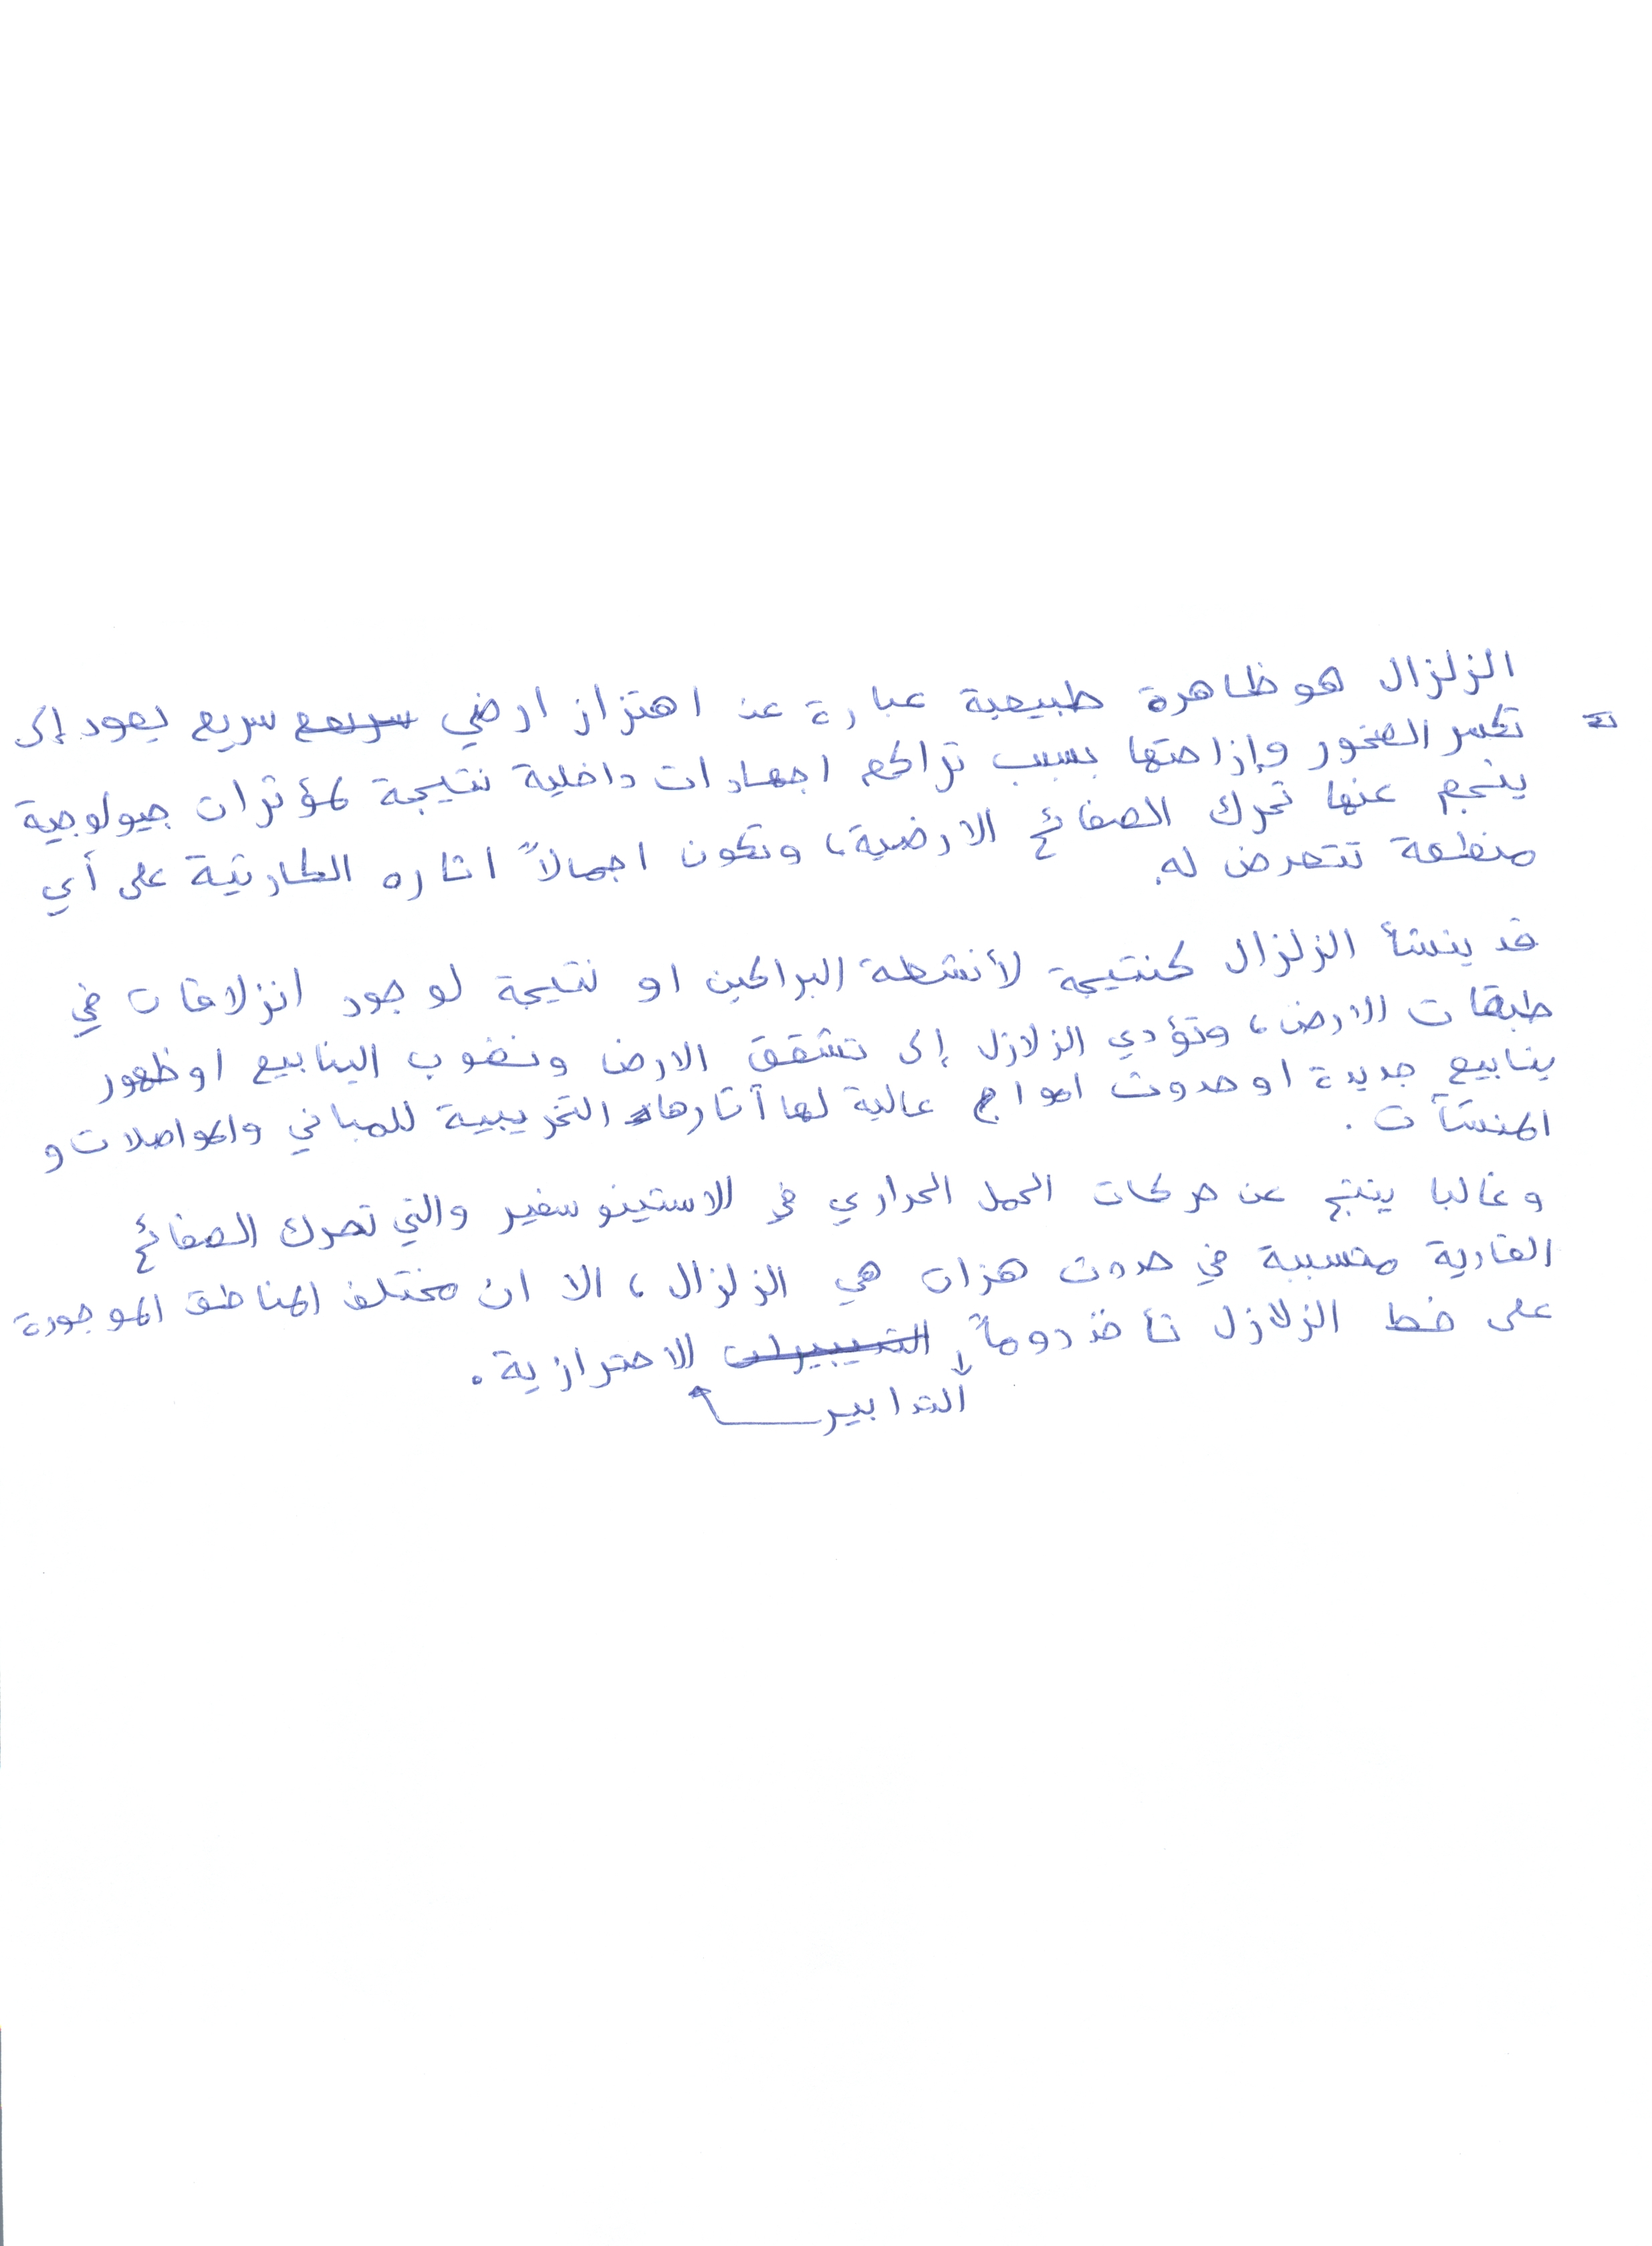 الزلزال هو ظاهرة طبيعية عبارة عن اهتزاز ارضي سريع سريع يعود إلى
تكسر الصخور وإزاحتها بسبب تراكم اجهادات داخلية نتيجة لمؤثرات جيولوجية
ينجم عنها تحرك الصفائح الارضية، وتكون اجمالاً اثاره الكارثية على أي
منطقة تتعرض له.
قد ينشأ الزلزال كنتيجة لأنشطة البراكين او نتيجة لوجود انزلاقات في
طبقات الارض، وتؤدي الزلازل إلى تشقق الارض ونضوب الينابيع او ظهور
ينابيع جديدة او حدوث امواج عالية لها آثارها التخريبية للمباني والمواصلات و
المنشآت.
وغالبا ينتج عن حركات الحمل الحراري في الاستينوسفير والتي تحرك الصفائح
القارية متسببة في حدوث هزات هي الزلزال، الا ان مختلف المناطق الموجودة
على خط الزلازل تأخذ دوماً الاحترازية.
التدابير